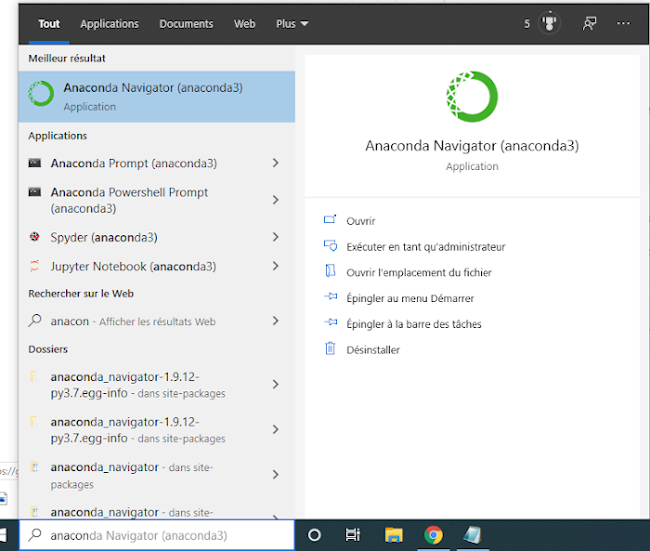 Tout Applications Documents Web Plus 5 ...
Meilleur résultat
Anaconda Navigator (anaconda3)
Application
Applications
Anaconda Prompt (anaconda3)
Anaconda Powershell Prompt
(anaconda3)
Spyder (anaconda3)
Jupyter Notebook (anaconda3)
Rechercher sur le Web
anacon - Afficher les résultats Web
Dossiers
anaconda_navigator-1.9.12-
py3.7.egg-info - dans site-packages
anaconda_navigator-1.9.12-
py3.7.egg-info - dans site-packages
anaconda_navigator - dans site-
packages
anaconda_navigator - dans site-
Anaconda Navigator (anaconda3)
Application
Ouvrir
Exécuter en tant qu'administrateur
Ouvrir l'emplacement du fichier
Épingler au menu Démarrer
Épingler à la barre des tâches
Désinstaller
anaconda Navigator (anaconda3)